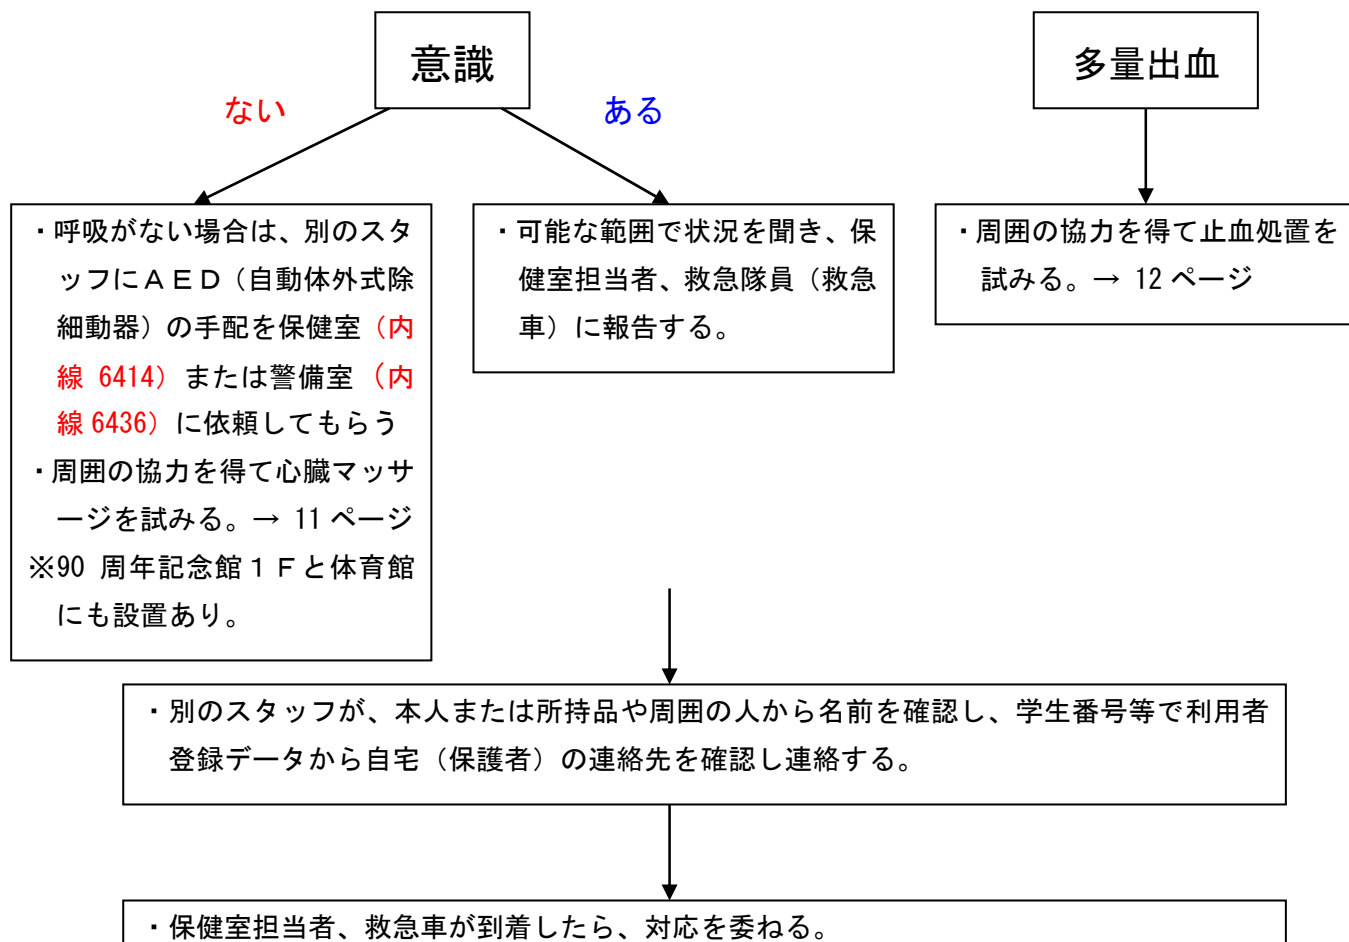 意識
多量出血
ない
ある
・呼吸がない場合は、別のスタ
ッフにＡＥＤ（自動体外式除
細動器）の手配を保健室（内
線 6414）または警備室（内
線 6436）に依頼してもらう
・周囲の協力を得て心臓マッサ
ージを試みる。→ 11 ページ
※90 周年記念館１Ｆと体育館
にも設置あり。
・可能な範囲で状況を聞き、保
健室担当者、救急隊員（救急
車）に報告する。
・周囲の協力を得て止血処置を
試みる。→ 12 ページ
・別のスタッフが、本人または所持品や周囲の人から名前を確認し、学生番号等で利用者
登録データから自宅（保護者）の連絡先を確認し連絡する。
・保健室担当者、救急車が到着したら、対応を委ねる。